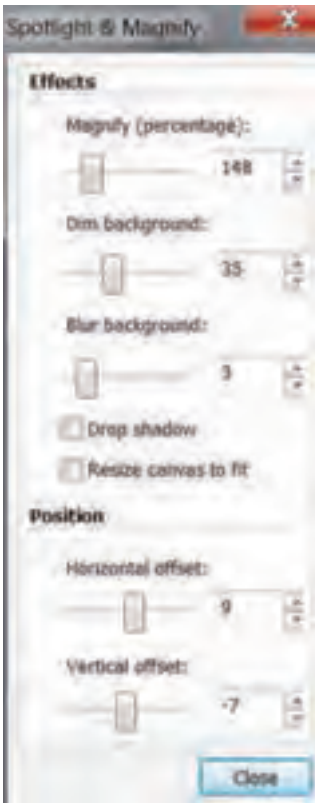 Spotlight & Magnify
Effects
Magnify (percentage):
148
Dim background:
35
Blur background:
3
Drop shadow
Resize canvas to fit
Position
Horizontal offset:
9
Vertical offset:
-7
Close